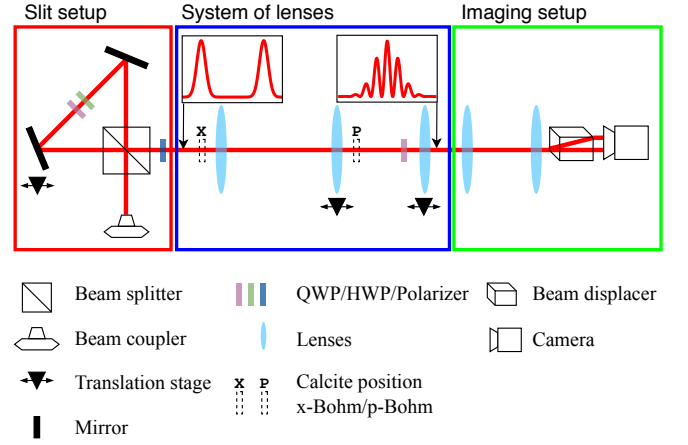 Slit setup
System of lenses
Imaging setup
X
P
Beam splitter
QWP/HWP/Polarizer
Beam displacer
Beam coupler
Lenses
Camera
Translation stage
X P
Calcite position
x-Bohm/p-Bohm
Mirror